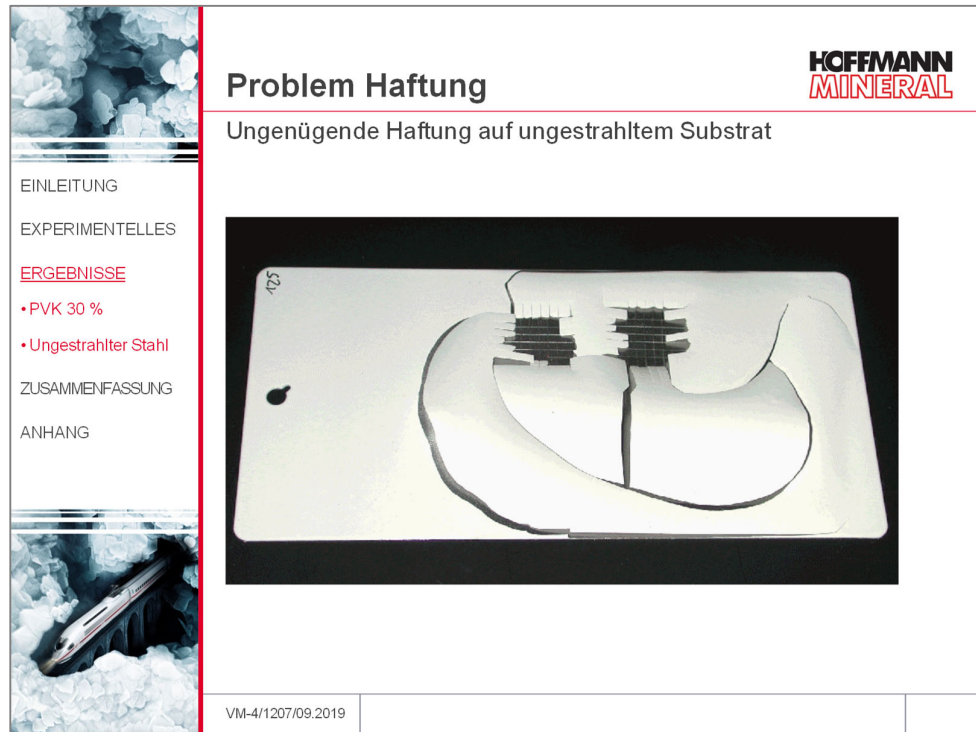 Problem Haftung
HOFFMANN
MINERAL
Ungenügende Haftung auf ungestrahltem Substrat
EINLEITUNG
EXPERIMENTELLES
ERGEBNISSE
• PVK 30 %
• Ungestrahlter Stahl
ZUSAMMENFASSUNG
ANHANG
521
VM-4/1207/09.2019